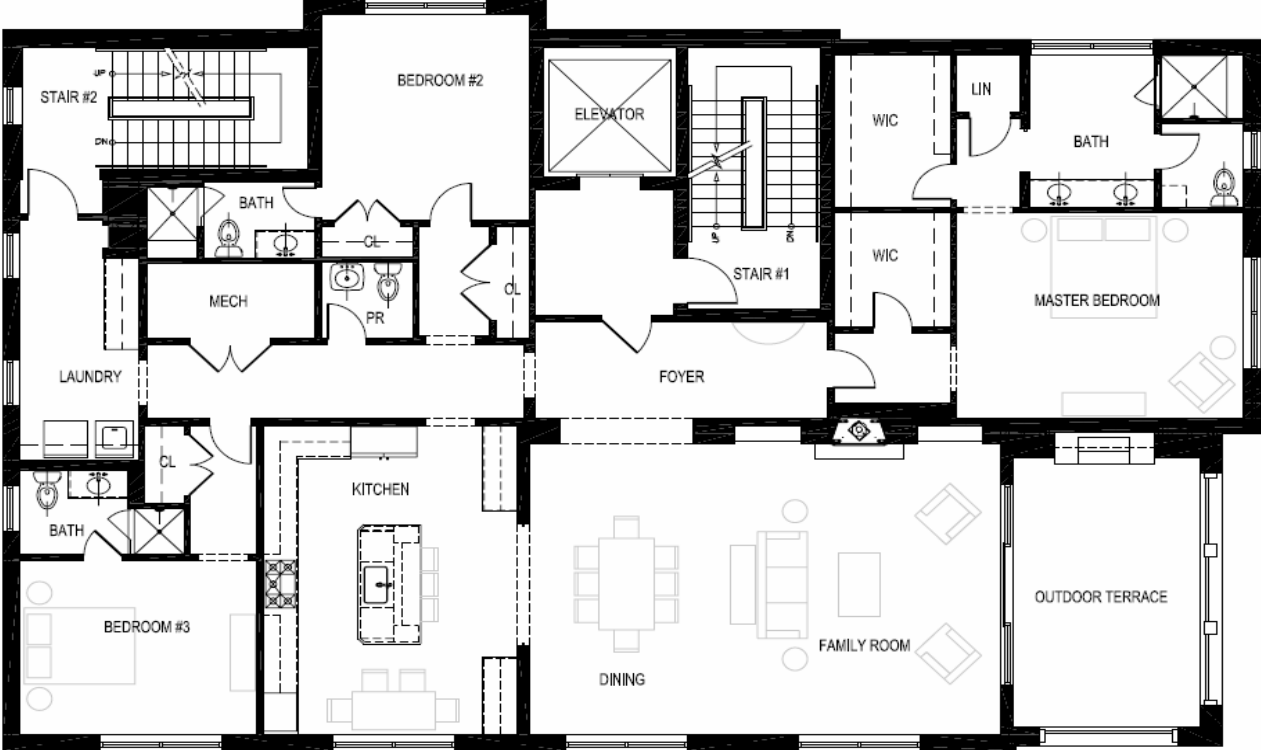 BEDROOM #2
UP
STAIR #2
LIN
ELEVATOR
WIC
DN
BATH
BATH
CL
UP
DN
WIC
STAIR #1
CL
MECH
MASTER BEDROOM
PR
LAUNDRY
FOYER
CL
KITCHEN
BATH
OUTDOOR TERRACE
BEDROOM #3
FAMILY ROOM
DINING